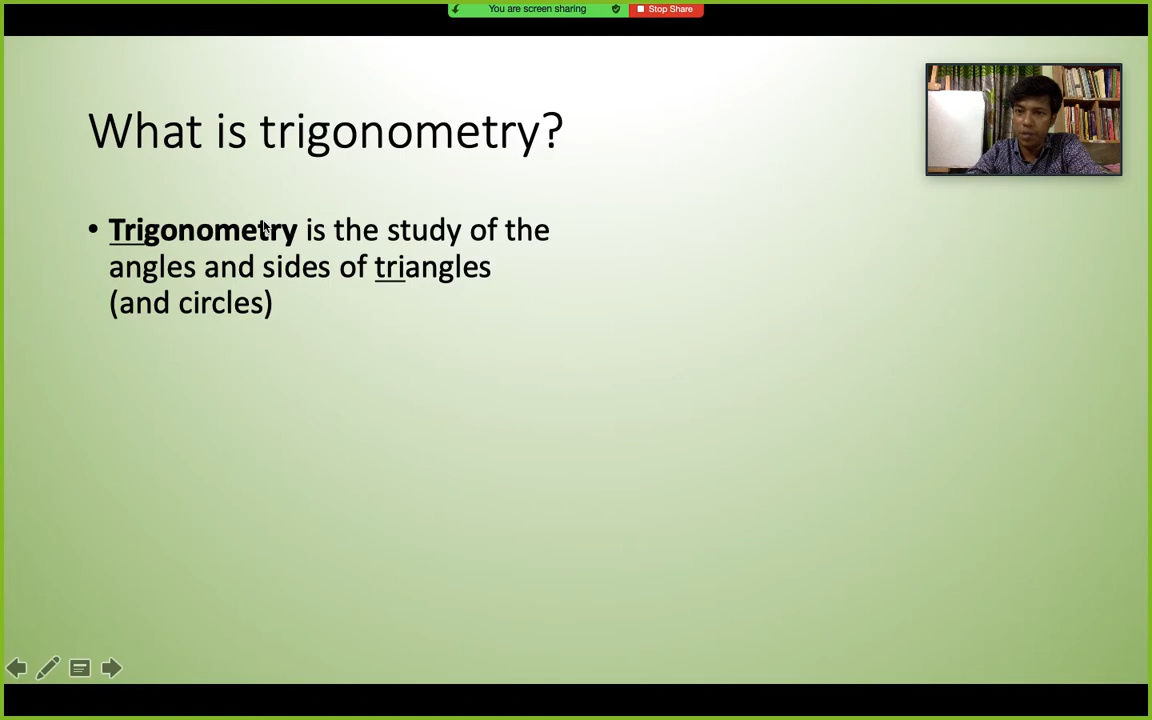 You are screen sharing
Stop Share
What is trigonometry?
• Trigonometry is the study of the
angles and sides of triangles
(and circles)